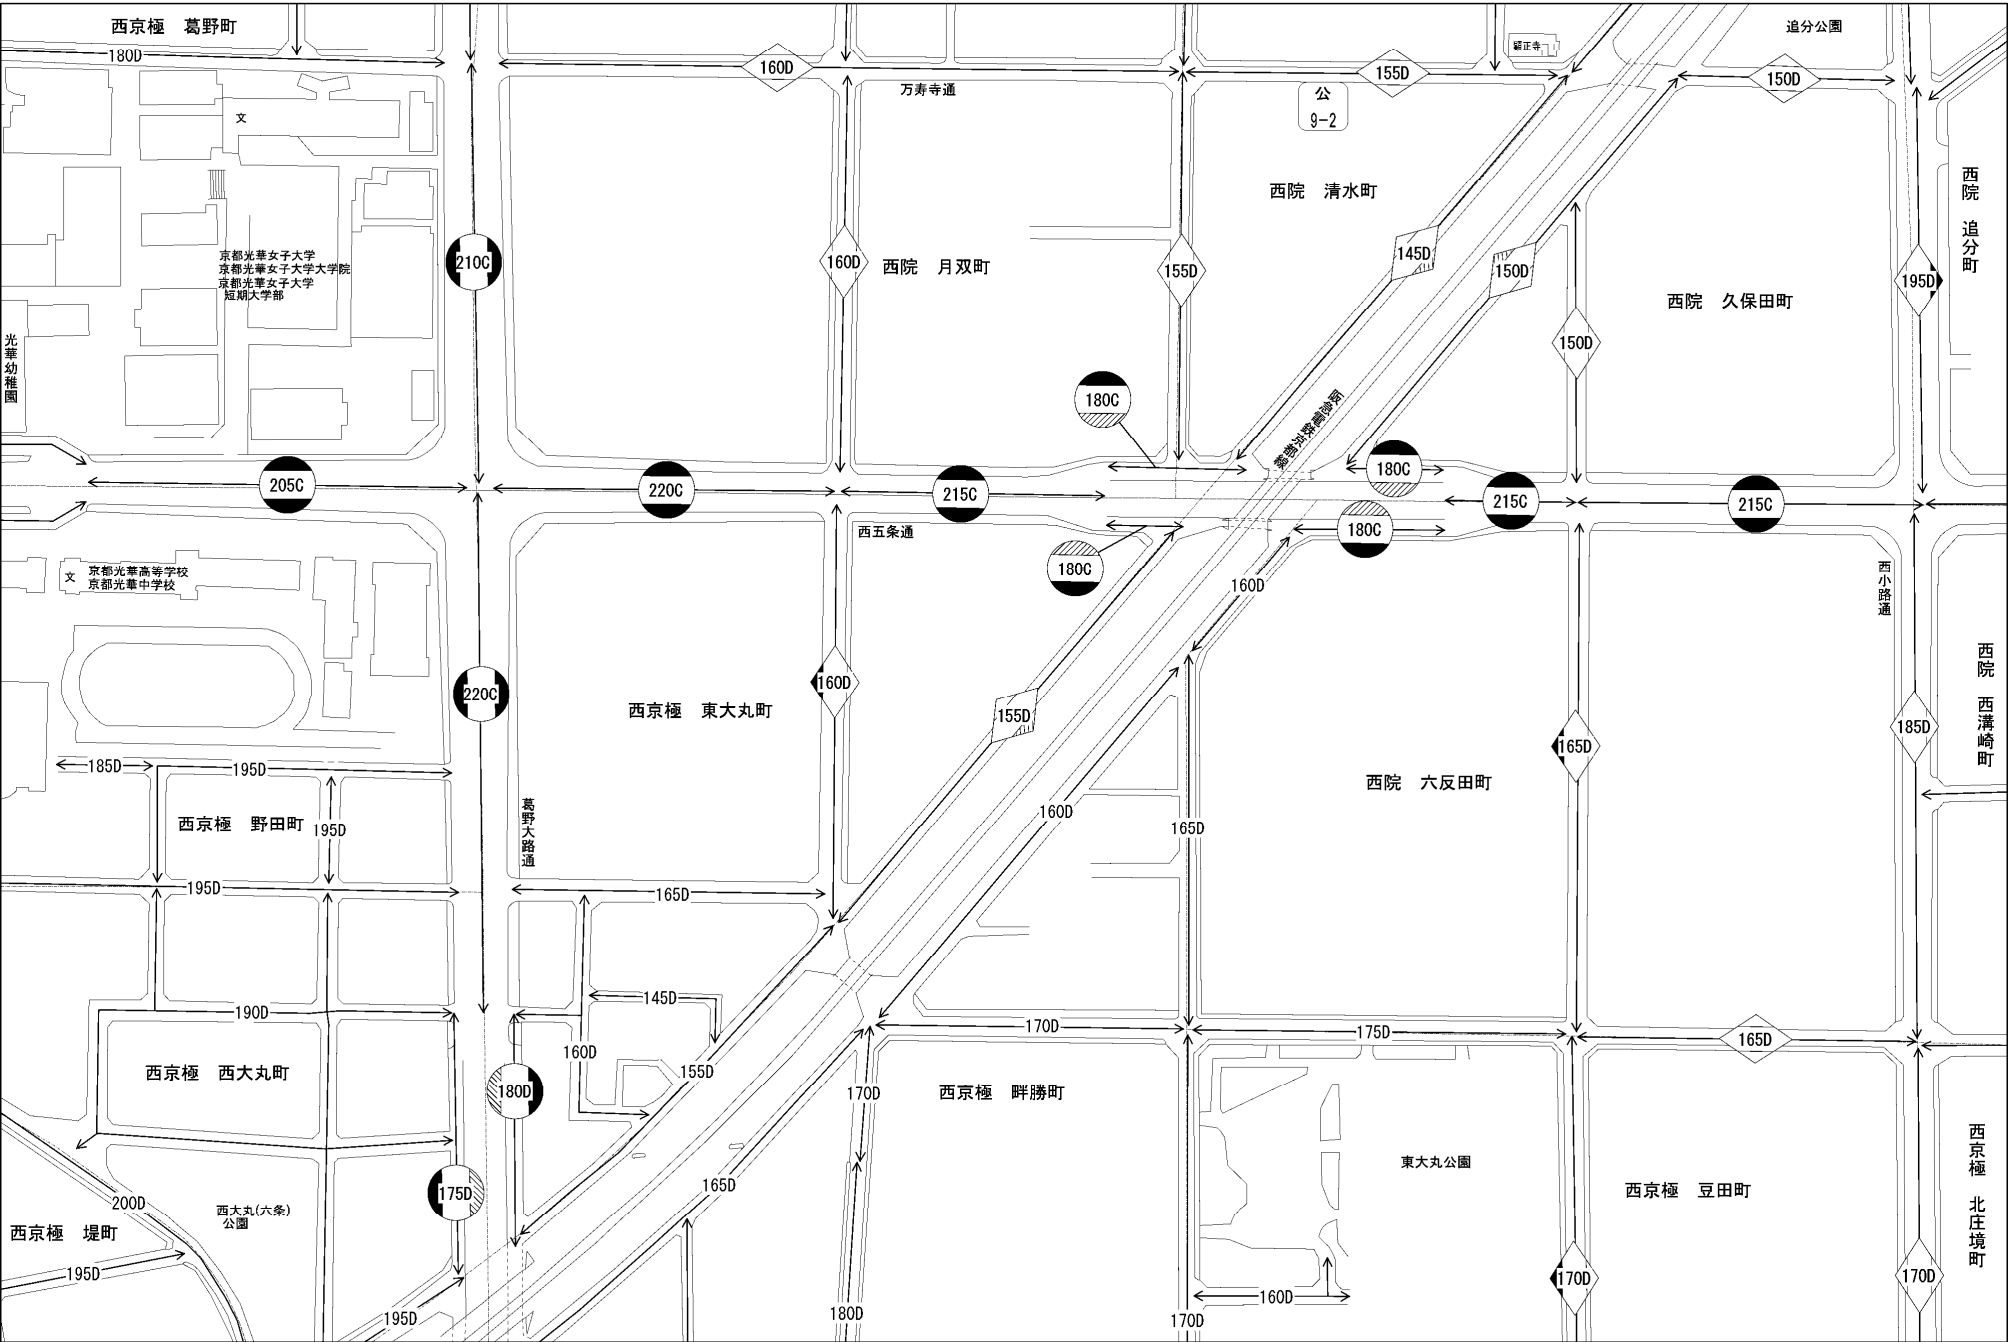 西京極　葛野町
180D
160D
万寿寺通
155D
顕正寺
追分公園
150D
公
9-2
文
西院　清水町
西院　追分町
京都光華女子大学
京都光華女子大学大学院
京都光華女子大学
短期大学部
210C
160D
西院　月双町
155D
145D
150D
195D
西院　久保田町
150D
光華幼稚園
阪急電鉄京都線
180C
205C
220C
215C
180C
215C
215C
西五条通
180C
180C
160D
西小路通
文
京都光華高等学校
京都光華中学校
220C
160D
西京極　東大丸町
155D
165D
185D
西院　西溝崎町
185D
195D
西院　六反田町
西京極　野田町
195D
葛野大路通
160D
165D
195D
165D
190D
145D
170D
175D
165D
160D
西京極　西大丸町
155D
180D
170D
西京極　畔勝町
東大丸公園
西京極　豆田町
西京極　北庄境町
175D
165D
200D
西大丸(六条)
公園
西京極　堤町
195D
195D
180D
170D
160D
170D
170D